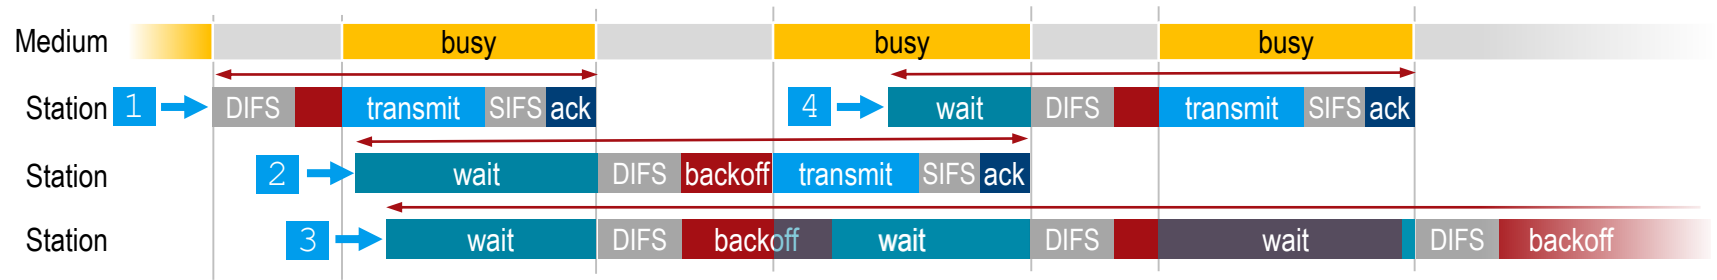 Medium busy busy busy
Station 1 DIFS transmit SIFS ack 4 wait DIFS transmit SIFS ack
Station 2 wait DIFS backoff transmit SIFS ack
Station 3 wait DIFS backoff wait DIFS wait DIFS backoff